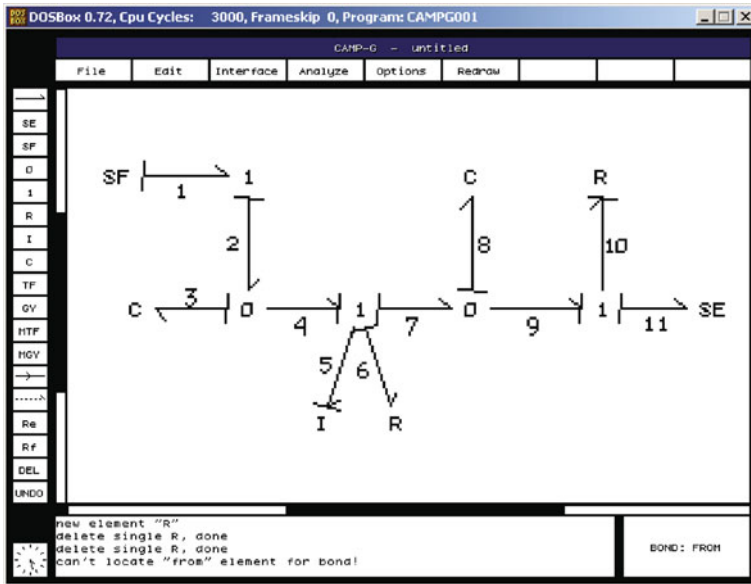 DOSBox 0.72, Cpu Cycles: 3000, Frameskip 0, Program: CAMPG001
CAMP-G - untitled
File Edit Interface Analyze Options Redraw
SE
SF
0
1
R
I
C
TF
GY
MTF
MGY
Re
Rf
DEL
UNDO
SF 1 1 C R
2 8 10
C 3 0 4 1 7 0 9 1 11 SE
5 6
I R
new element "R"
delete single R, done
delete single R, done
can't locate "from" element for bond!
BOND: FROM